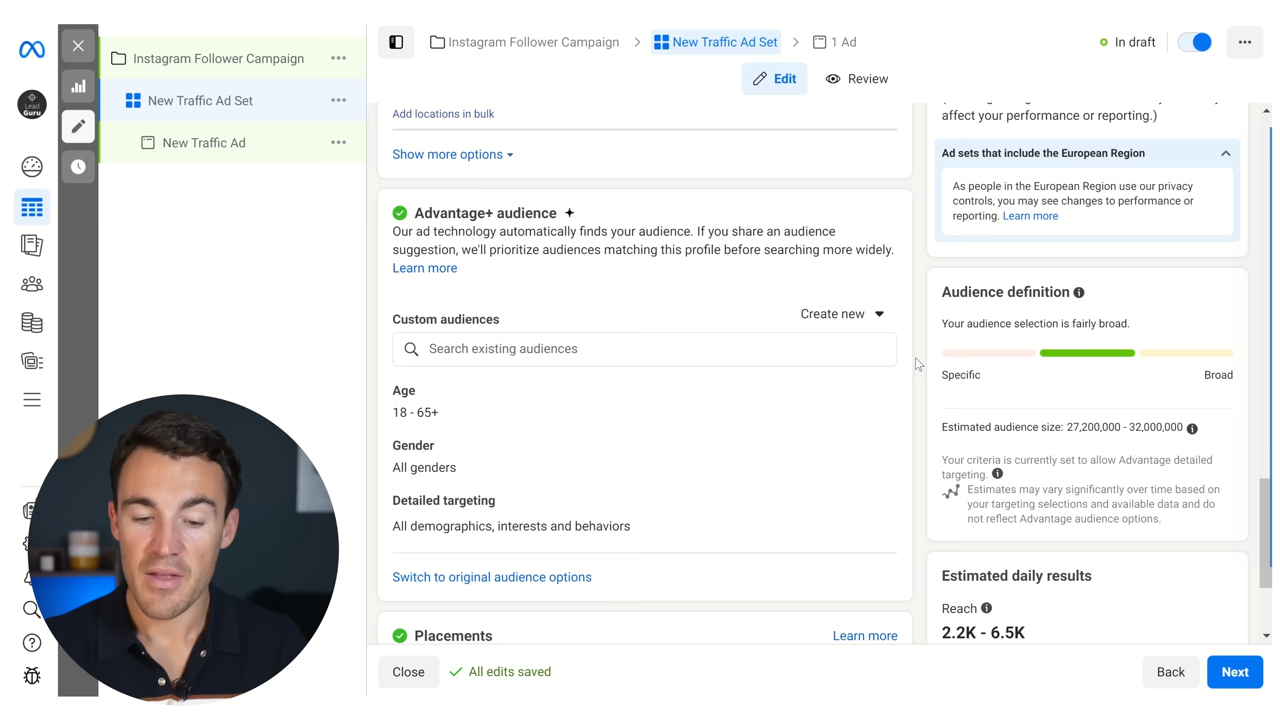 Instagram Follower Campaign
New Traffic Ad Set
New Traffic Ad
Lead
Guru
Instagram Follower Campaign
New Traffic Ad Set
1 Ad
In draft
Edit
Review
Add locations in bulk
Show more options
Advantage+ audience
Our ad technology automatically finds your audience. If you share an audience
suggestion, we'll prioritize audiences matching this profile before searching more widely.
Learn more
Custom audiences
Create new
Search existing audiences
Age
18 - 65+
Gender
All genders
Detailed targeting
All demographics, interests and behaviors
Switch to original audience options
Placements
Learn more
affect your performance or reporting.)
Ad sets that include the European Region
As people in the European Region use our privacy
controls, you may see changes to performance or
reporting. Learn more
Audience definition
Your audience selection is fairly broad.
Specific
Broad
Estimated audience size: 27,200,000 - 32,000,000
Your criteria is currently set to allow Advantage detailed
targeting.
Estimates may vary significantly over time based on
your targeting selections and available data and do
not reflect Advantage audience options.
Estimated daily results
Reach
2.2K - 6.5K
Close
All edits saved
Back
Next